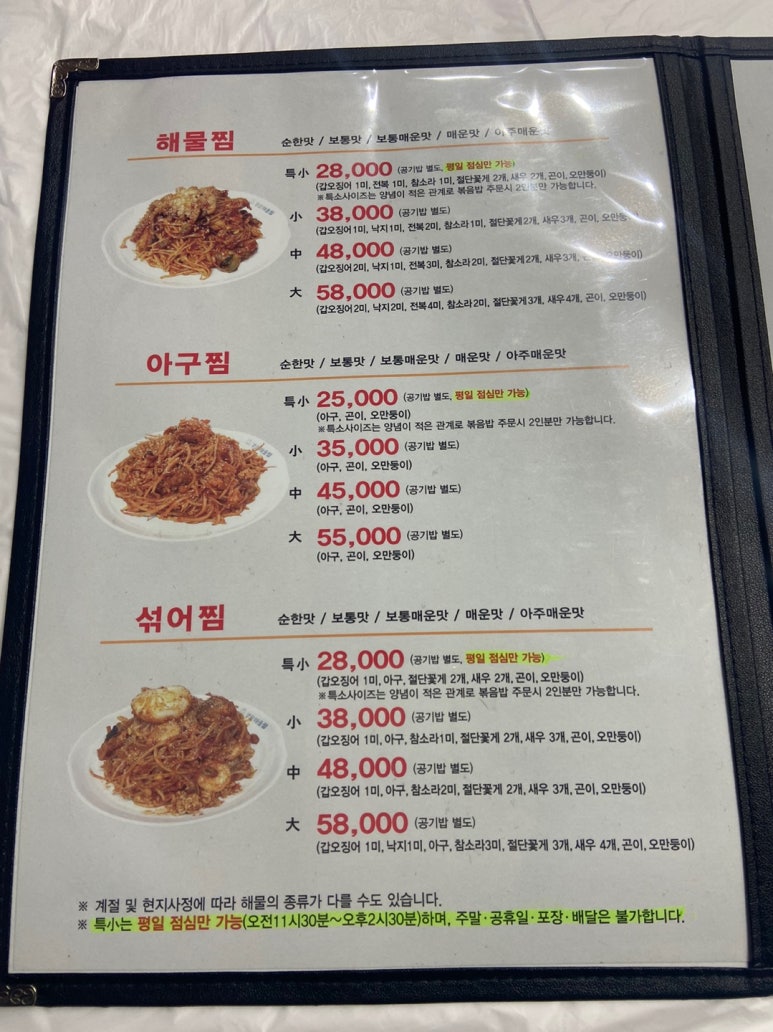 해물찜 순한맛 / 보통맛 / 보통매운맛 / 매운맛 / 아주매운맛
특小 28,000 (공기밥 별도, 평일 점심만 가능)
(갑오징어 1미, 전복 1미, 참소라 1미, 절단꽃게 2개, 새우 2개, 곤이, 오만둥이)
※특소사이즈는 양념이 적은 관계로 볶음밥 주문시 2인분만 가능합니다.
小 38,000 (공기밥 별도)
(갑오징어1미, 낙지1미, 전복2미, 참소라1미, 절단꽃게2개, 새우3개, 곤이, 오만둥
中 48,000 (공기밥 별도)
(갑오징어2미, 낙지1미, 전복3미, 참소라2미, 절단꽃게2개, 새우3개, 곤이, 오만둥이)
大 58,000 (공기밥 별도)
(갑오징어2미, 낙지2미, 전복4미, 참소라2미, 절단꽃게3개, 새우4개, 곤이, 오만둥이)
아구찜 순한맛 / 보통맛 / 보통매운맛 / 매운맛 / 아주매운맛
특小 25,000 (공기밥 별도, 평일 점심만 가능)
(아구, 곤이, 오만둥이)
※특소사이즈는 양념이 적은 관계로 볶음밥 주문시 2인분만 가능합니다.
小 35,000 (공기밥 별도)
(아구, 곤이, 오만둥이)
中 45,000 (공기밥 별도)
(아구, 곤이, 오만둥이)
大 55,000 (공기밥 별도)
(아구, 곤이, 오만둥이)
섞어찜 순한맛 / 보통맛 / 보통매운맛 / 매운맛 / 아주매운맛
특小 28,000 (공기밥 별도, 평일 점심만 가능)
(갑오징어 1미, 아구, 절단꽃게 2개, 새우 2개, 곤이, 오만둥이)
※특소사이즈는 양념이 적은 관계로 볶음밥 주문시 2인분만 가능합니다.
小 38,000 (공기밥 별도)
(갑오징어 1미, 아구, 참소라1미, 절단꽃게 2개, 새우 3개, 곤이, 오만둥이)
中 48,000 (공기밥 별도)
(갑오징어 1미, 아구, 참소라2미, 절단꽃게 2개, 새우 3개, 곤이, 오만둥이)
大 58,000 (공기밥 별도)
(갑오징어 1미, 낙지1미, 아구, 참소라3미, 절단꽃게 3개, 새우 4개, 곤이, 오만둥이)
※ 계절 및 현지사정에 따라 해물의 종류가 다를 수도 있습니다.
※ 특小는 평일 점심만 가능(오전11시30분~오후2시30분)하며, 주말·공휴일·포장·배달은 불가합니다.